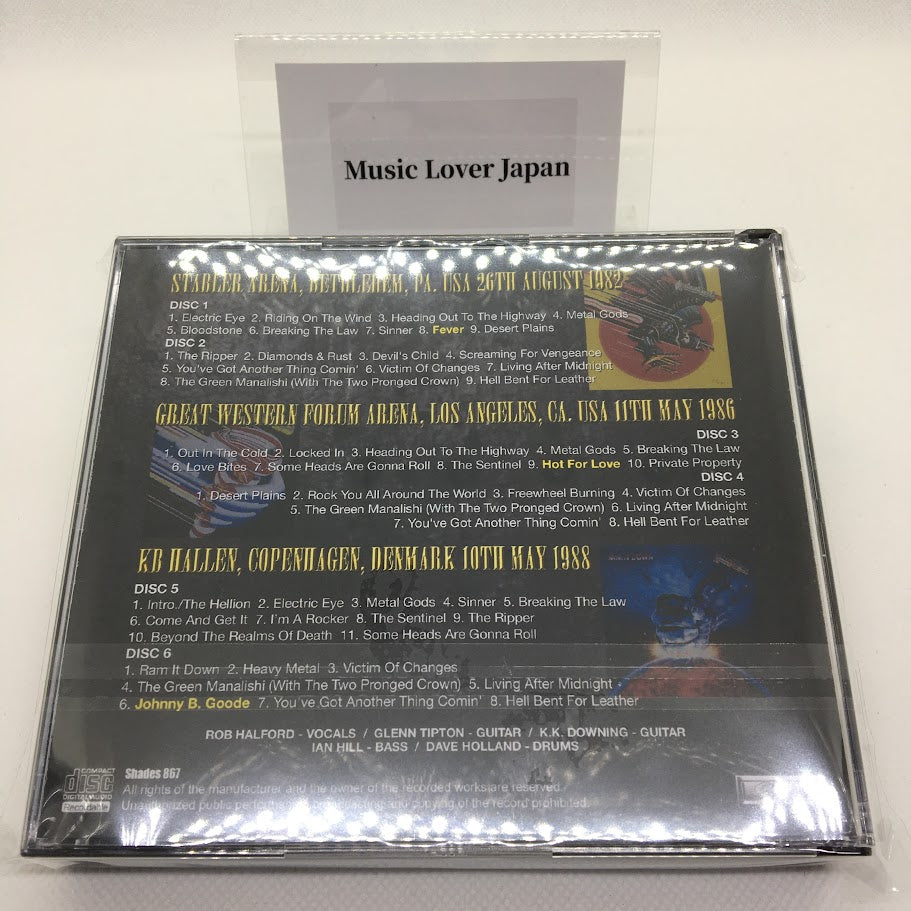 Music Lover Japan
STABLER ARENA, BETHLEHEM, PA. USA 26TH AUGUST 1982
DISC 1
1. Electric Eye 2. Riding On The Wind 3. Heading Out To The Highway 4. Metal Gods
5. Bloodstone 6. Breaking The Law 7. Sinner 8. Fever 9. Desert Plains
DISC 2
1. The Ripper 2. Diamonds & Rust 3. Devil's Child 4. Screaming For Vengeance
5. You've Got Another Thing Comin' 6. Victim Of Changes 7. Living After Midnight
8. The Green Manalishi (With The Two Pronged Crown) 9. Hell Bent For Leather
GREAT WESTERN FORUM ARENA, LOS ANGELES, CA. USA 11TH MAY 1986
DISC 3
1. Out In The Cold 2. Locked In 3. Heading Out To The Highway 4. Metal Gods 5. Breaking The Law
6. Love Bites 7. Some Heads Are Gonna Roll 8. The Sentinel 9. Hot For Love 10. Private Property
DISC 4
1. Desert Plains 2. Rock You All Around The World 3. Freewheel Burning 4. Victim Of Changes
5. The Green Manalishi (With The Two Pronged Crown) 6. Living After Midnight
7. You've Got Another Thing Comin' 8. Hell Bent For Leather
KB HALLEN, COPENHAGEN, DENMARK 10TH MAY 1988
DISC 5
1. Intro./The Hellion 2. Electric Eye 3. Metal Gods 4. Sinner 5. Breaking The Law
6. Come And Get It 7. I'm A Rocker 8. The Sentinel 9. The Ripper
10. Beyond The Realms Of Death 11. Some Heads Are Gonna Roll
DISC 6
1. Ram It Down 2. Heavy Metal 3. Victim Of Changes
4. The Green Manalishi (With The Two Pronged Crown) 5. Living After Midnight
6. Johnny B. Goode 7. You've Got Another Thing Comin' 8. Hell Bent For Leather
ROB HALFORD - VOCALS / GLENN TIPTON - GUITAR / K.K. DOWNING - GUITAR
IAN HILL - BASS / DAVE HOLLAND - DRUMS
COMPACT
disc
DIGITAL AUDIO
Recordable
Shades 867
All rights of the manufacturer and the owner of the recorded works are reserved.
Unauthorized public performance, broadcasting and copying of the record prohibited.